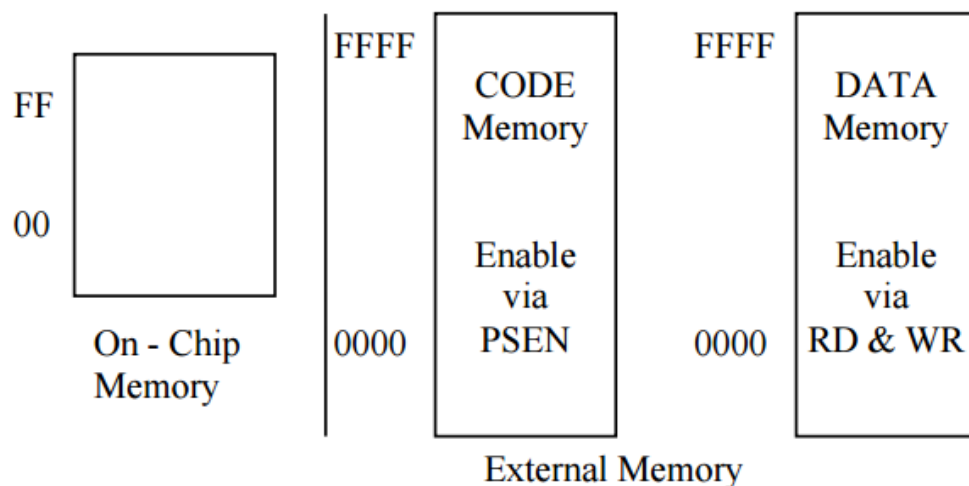 FF
00
On - Chip
Memory
FFFF
0000
CODE
Memory
Enable
via
PSEN
FFFF
0000
DATA
Memory
Enable
via
RD & WR
External Memory